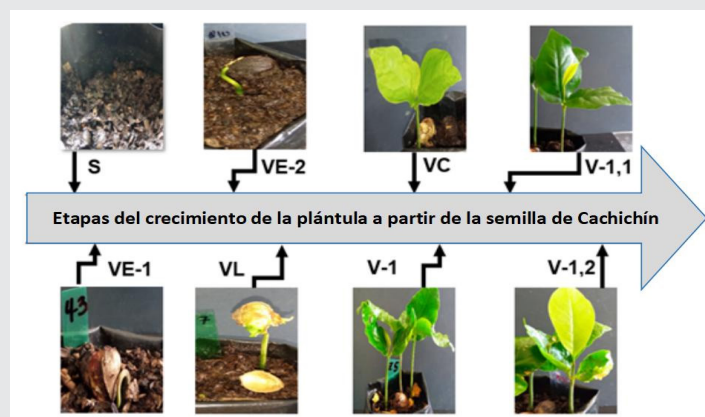 S
VE-2
VC
V-1,1
Etapas del crecimiento de la plántula a partir de la semilla de Cachichín
VE-1
VL
V-1
V-1,2
43
7
15